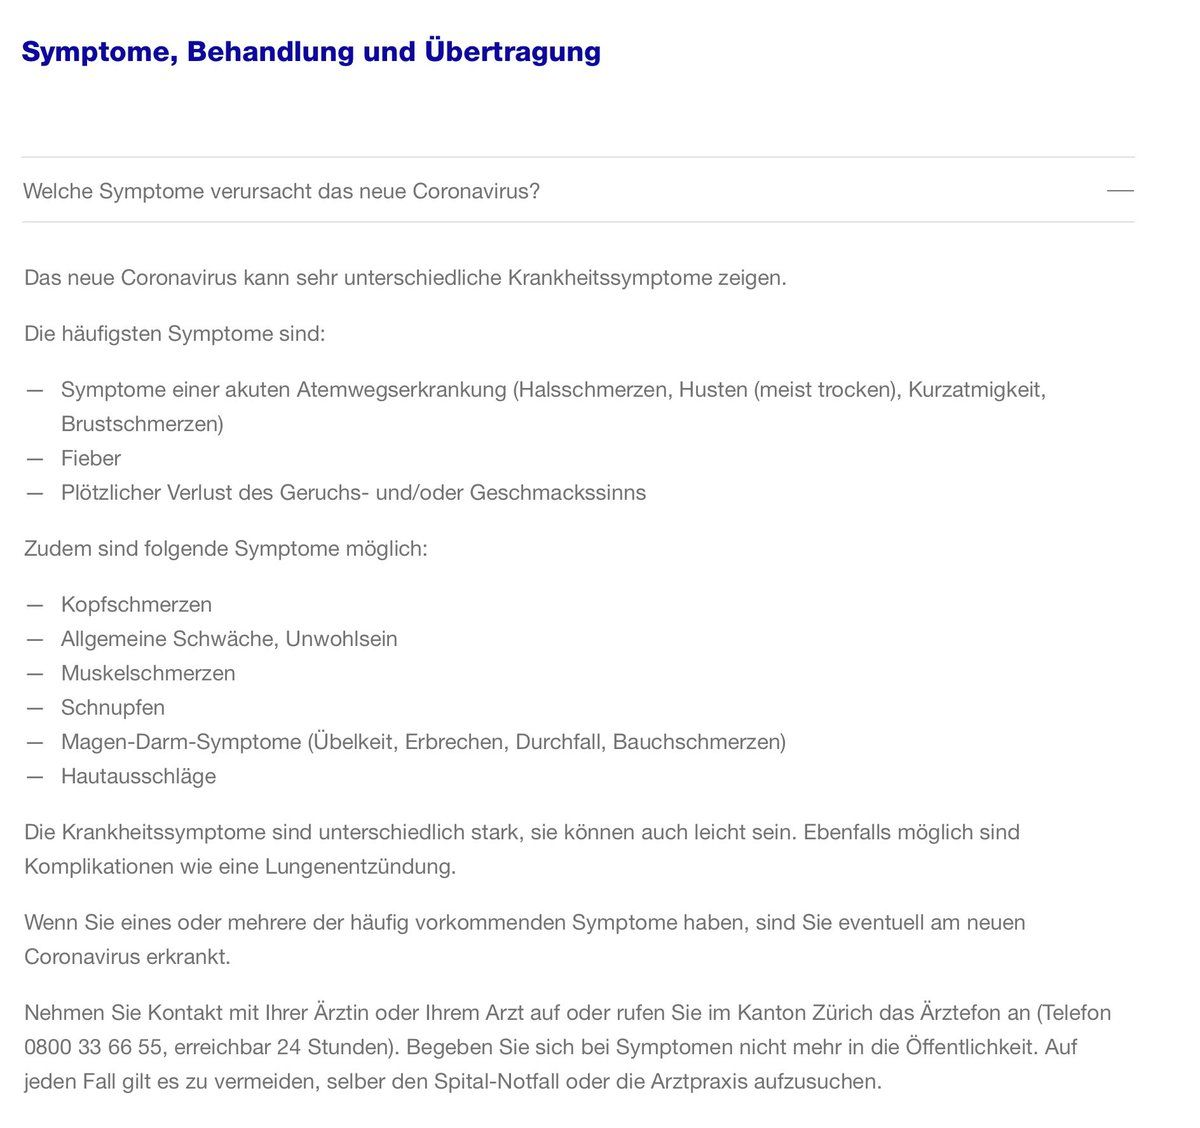 Symptome, Behandlung und Übertragung
Welche Symptome verursacht das neue Coronavirus?
Das neue Coronavirus kann sehr unterschiedliche Krankheitssymptome zeigen.
Die häufigsten Symptome sind:
— Symptome einer akuten Atemwegserkrankung (Halsschmerzen, Husten (meist trocken), Kurzatmigkeit,
Brustschmerzen)
— Fieber
— Plötzlicher Verlust des Geruchs- und/oder Geschmackssinns
Zudem sind folgende Symptome möglich:
— Kopfschmerzen
— Allgemeine Schwäche, Unwohlsein
— Muskelschmerzen
— Schnupfen
— Magen-Darm-Symptome (Übelkeit, Erbrechen, Durchfall, Bauchschmerzen)
— Hautausschläge
Die Krankheitssymptome sind unterschiedlich stark, sie können auch leicht sein. Ebenfalls möglich sind
Komplikationen wie eine Lungenentzündung.
Wenn Sie eines oder mehrere der häufig vorkommenden Symptome haben, sind Sie eventuell am neuen
Coronavirus erkrankt.
Nehmen Sie Kontakt mit Ihrer Ärztin oder Ihrem Arzt auf oder rufen Sie im Kanton Zürich das Ärztefon an (Telefon
0800 33 66 55, erreichbar 24 Stunden). Begeben Sie sich bei Symptomen nicht mehr in die Öffentlichkeit. Auf
jeden Fall gilt es zu vermeiden, selber den Spital-Notfall oder die Arztpraxis aufzusuchen.